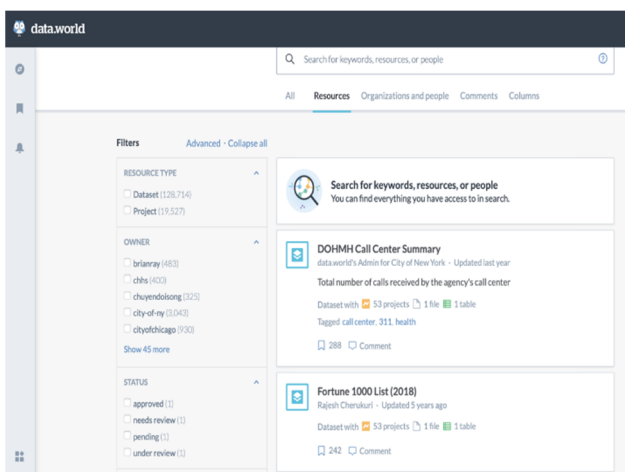 data.world
Search for keywords, resources, or people
All Resources Organizations and people Comments Columns
Filters Advanced · Collapse all
RESOURCE TYPE
Dataset (128,714)
Project (19,527)
OWNER
brianray (483)
chhs (400)
chuyendoisong (325)
city-of-ny (3,043)
cityofchicago (930)
Show 45 more
STATUS
approved (1)
needs review (1)
pending (1)
under review (1)
Search for keywords, resources, or people
You can find everything you have access to in search.
DOHMH Call Center Summary
data.world's Admin for City of New York · Updated last year
Total number of calls received by the agency's call center
Dataset with 53 projects 1 file 1 table
Tagged call center, 311, health
288 Comment
Fortune 1000 List (2018)
Rajesh Cherukuri · Updated 5 years ago
Dataset with 53 projects 1 file 1 table
242 Comment